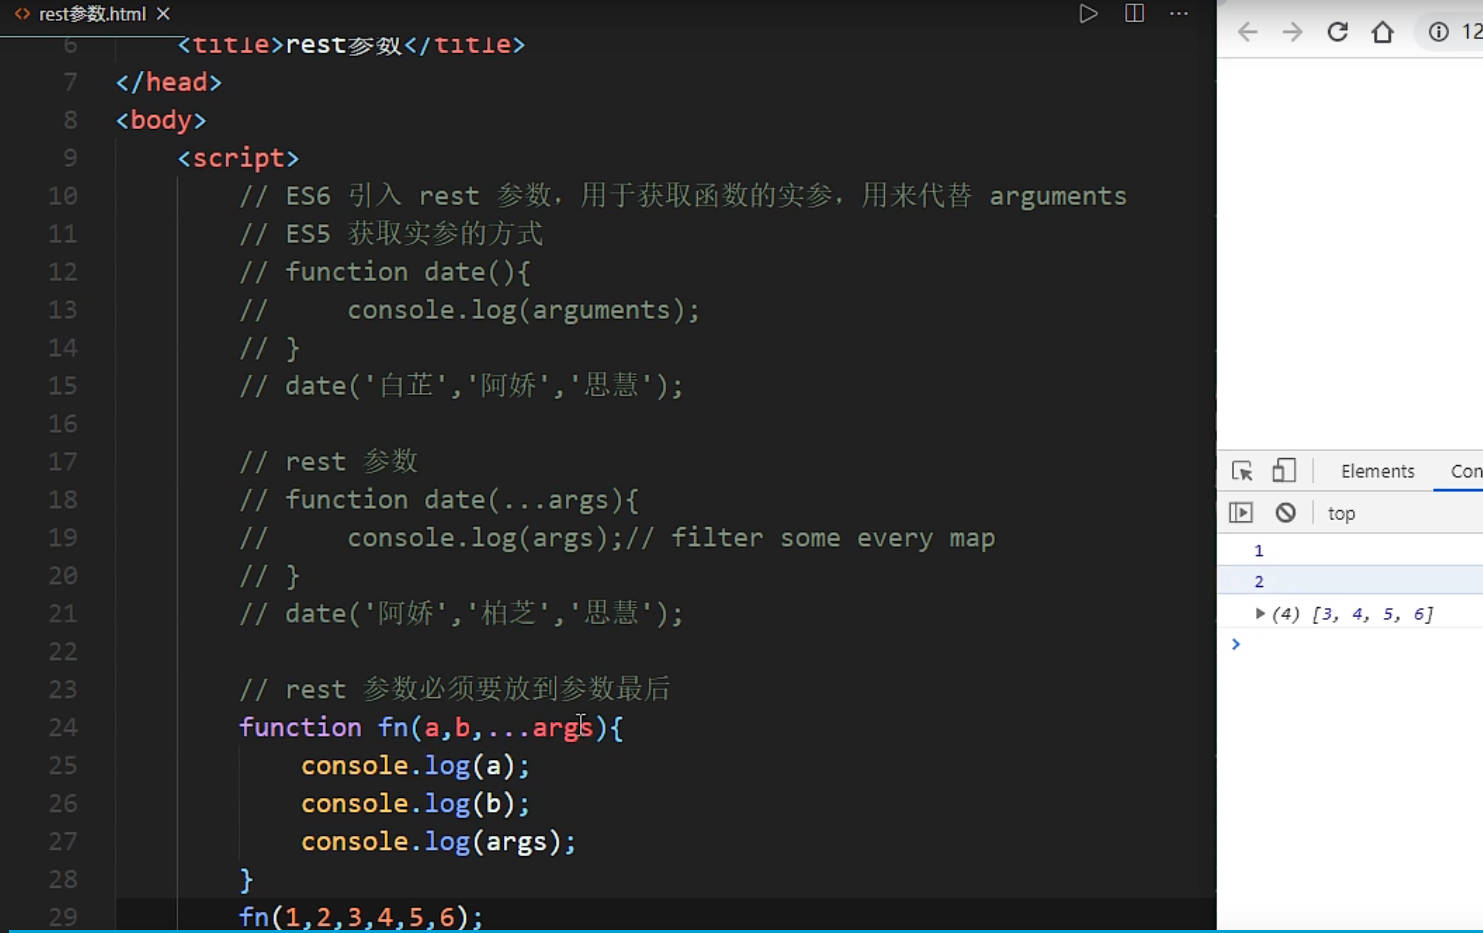 rest参数.html
6 <title>rest参数</title>
7 </head>
8 <body>
9 <script>
10 // ES6 引入 rest 参数，用于获取函数的实参，用来代替 arguments
11 // ES5 获取实参的方式
12 // function date(){
13 //     console.log(arguments);
14 // }
15 // date('白芷','阿娇','思慧');
16
17 // rest 参数
18 // function date(...args){
19 //     console.log(args);// filter some every map
20 // }
21 // date('阿娇','柏芝','思慧');
22
23 // rest 参数必须要放到参数最后
24 function fn(a,b,...args){
25     console.log(a);
26     console.log(b);
27     console.log(args);
28 }
29 fn(1,2,3,4,5,6);
12
Elements Con
top
1
2
(4) [3, 4, 5, 6]